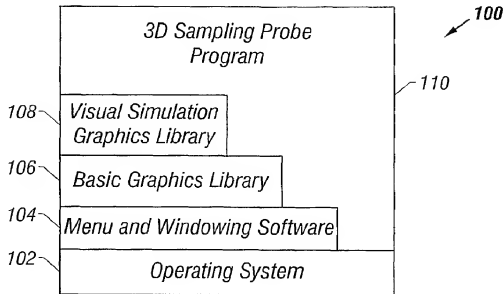 3D Sampling Probe
Program
100
110
108
Visual Simulation
Graphics Library
106
Basic Graphics Library
104
Menu and Windowing Software
102
Operating System